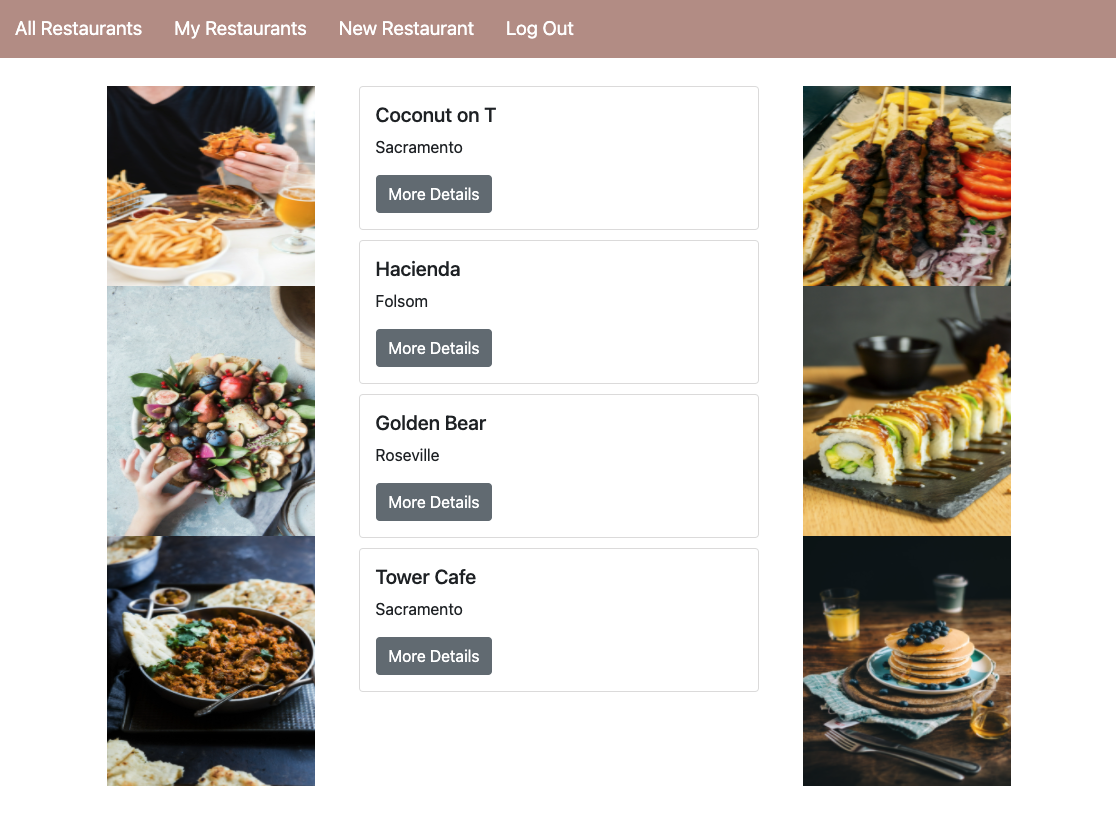 All Restaurants My Restaurants New Restaurant Log Out
Coconut on T
Sacramento
More Details
Hacienda
Folsom
More Details
Golden Bear
Roseville
More Details
Tower Cafe
Sacramento
More Details